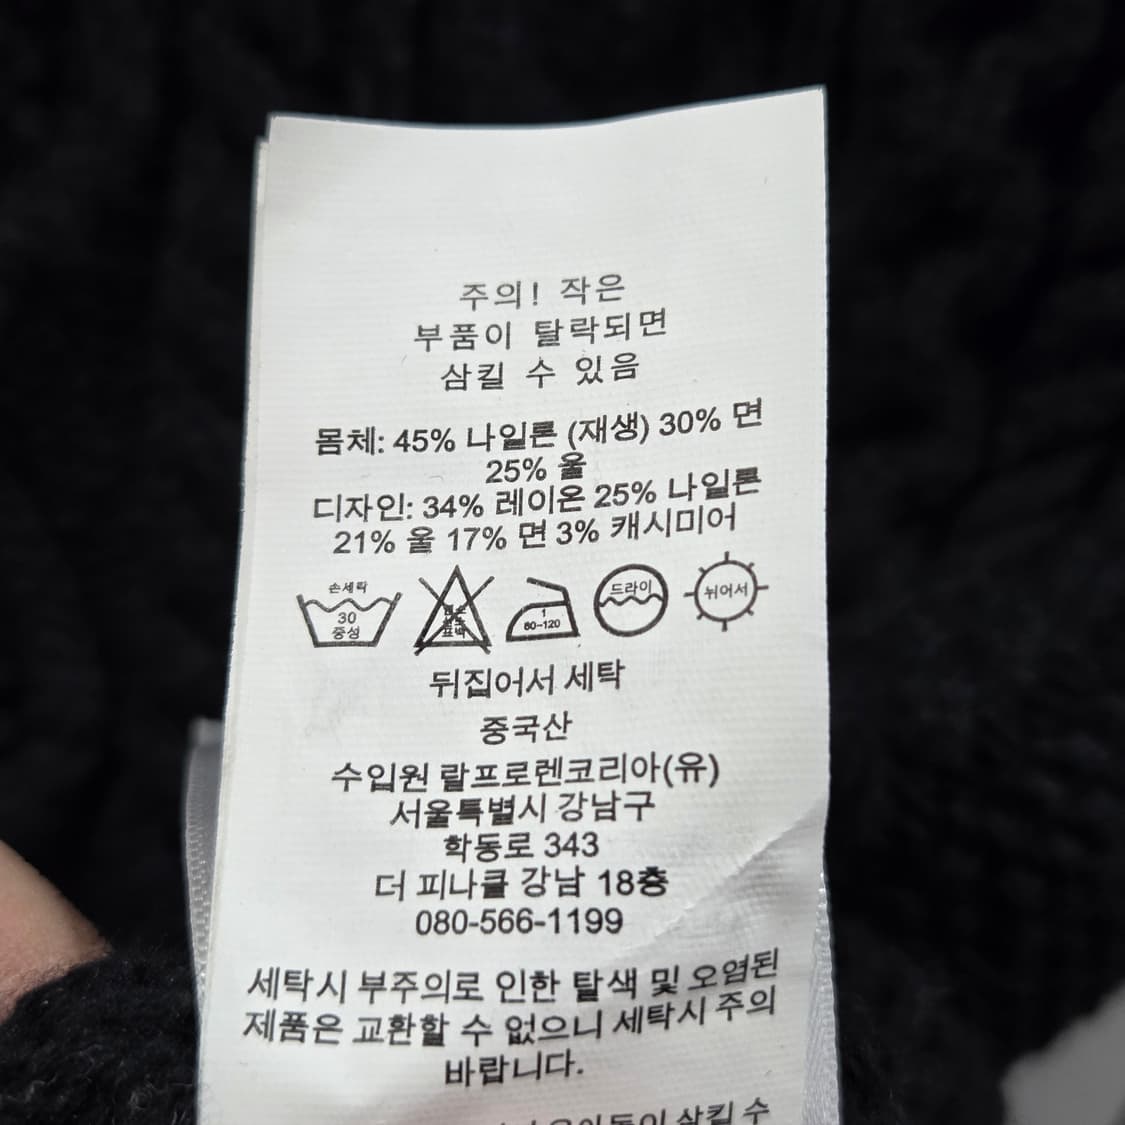 주의! 작은
부품이 탈락되면
삼킬 수 있음
몸체: 45% 나일론 (재생) 30% 면
25% 울
디자인: 34% 레이온 25% 나일론
21% 울 17% 면 3% 캐시미어
손세탁
30
중성
1
80~120
드라이
뉘어서
뒤집어서 세탁
중국산
수입원 랄프로렌코리아(유)
서울특별시 강남구
학동로 343
더 피나클 강남 18층
080-566-1199
세탁시 부주의로 인한 탈색 및 오염된
제품은 교환할 수 없으니 세탁시 주의
바랍니다.
삼킬 수